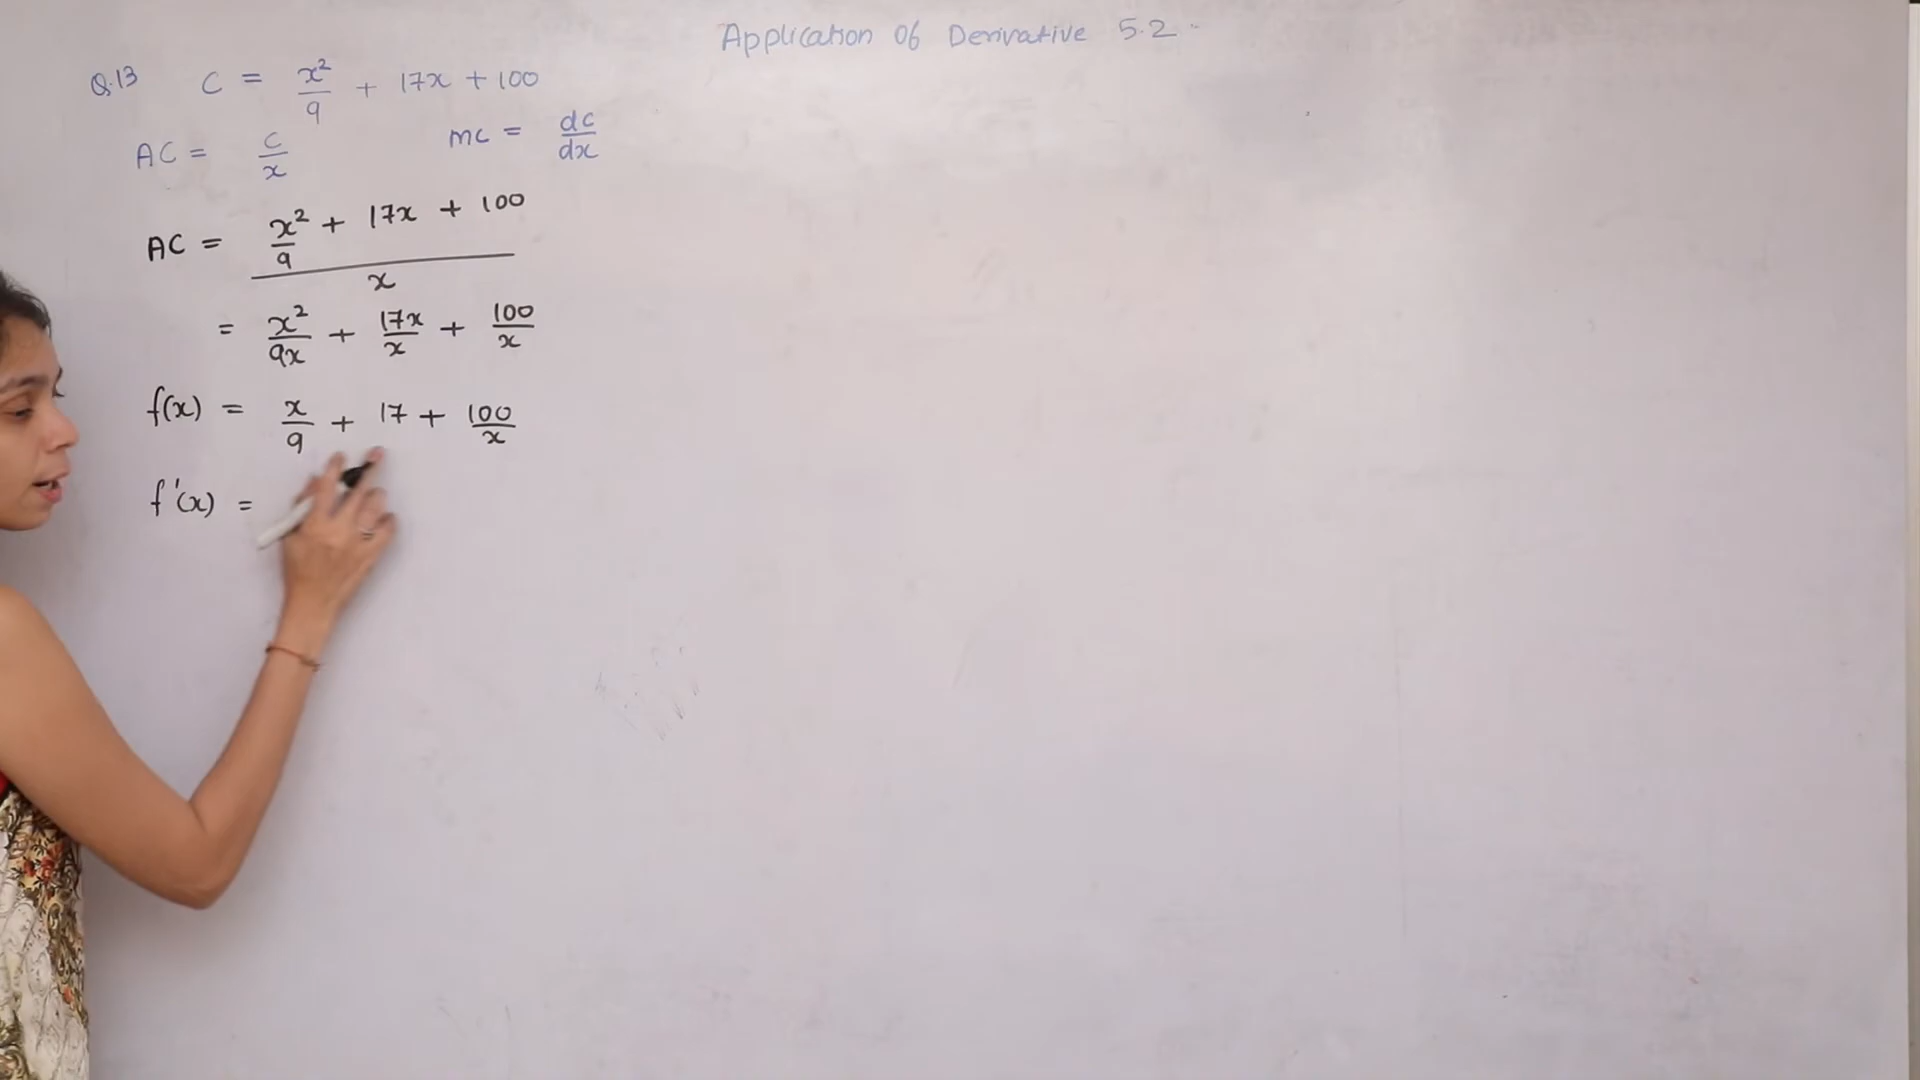 Application Of Derivative 5.2
Q.13 C = x²/9 + 17x + 100
AC = C/x mc = dc/dx
AC = (x²/9 + 17x + 100)/x
= x²/9x + 17x/x + 100/x
f(x) = x/9 + 17 + 100/x
f'(x) =